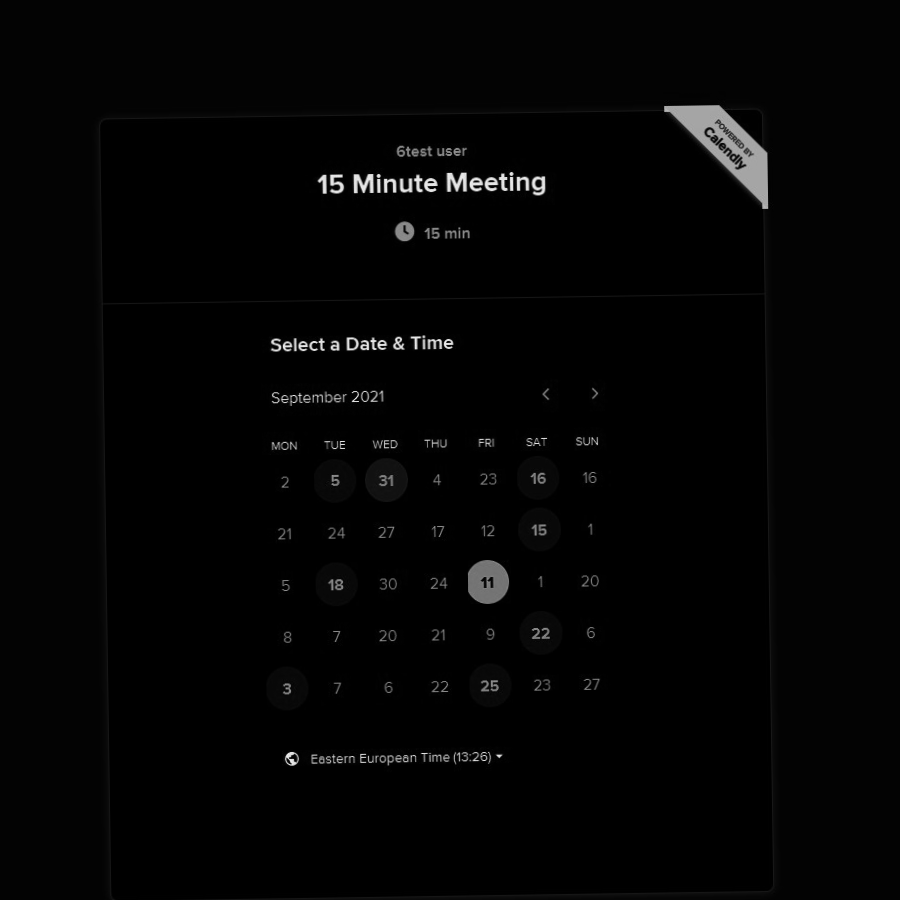 POWERED BY
Calendly
6test user
15 Minute Meeting
15 min
Select a Date & Time
September 2021
MON TUE WED THU FRI SAT SUN
2 5 31 4 23 16 16
21 24 27 17 12 15 1
5 18 30 24 11 1 20
8 7 20 21 9 22 6
3 7 6 22 25 23 27
Eastern European Time (13:26)